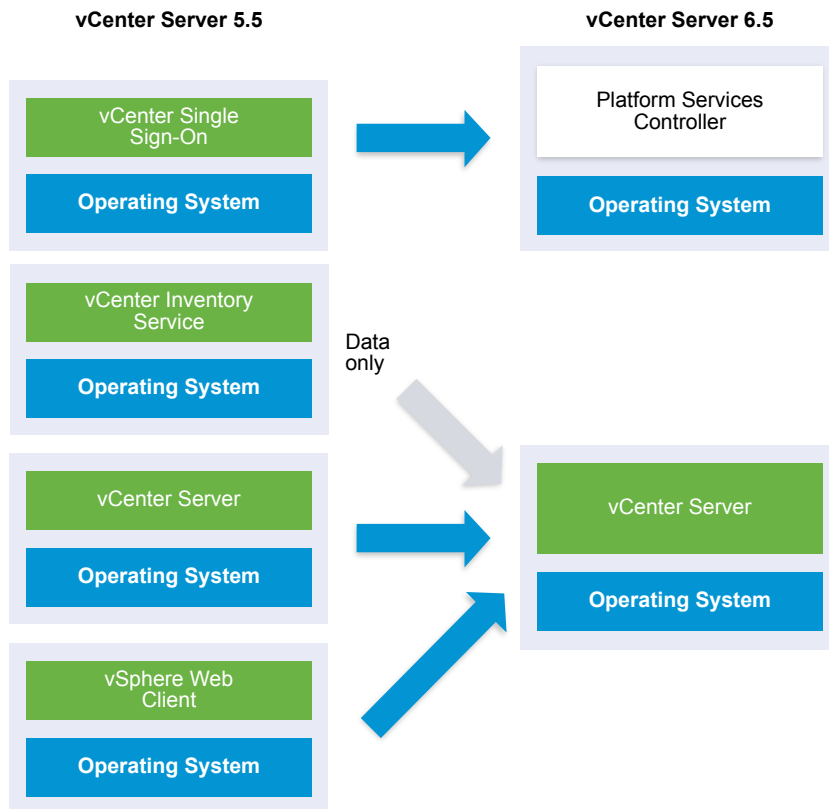 vCenter Server 5.5
vCenter Server 6.5
vCenter Single
Sign-On
Operating System
Platform Services
Controller
Operating System
vCenter Inventory
Service
Operating System
Data
only
vCenter Server
Operating System
vCenter Server
Operating System
vSphere Web
Client
Operating System